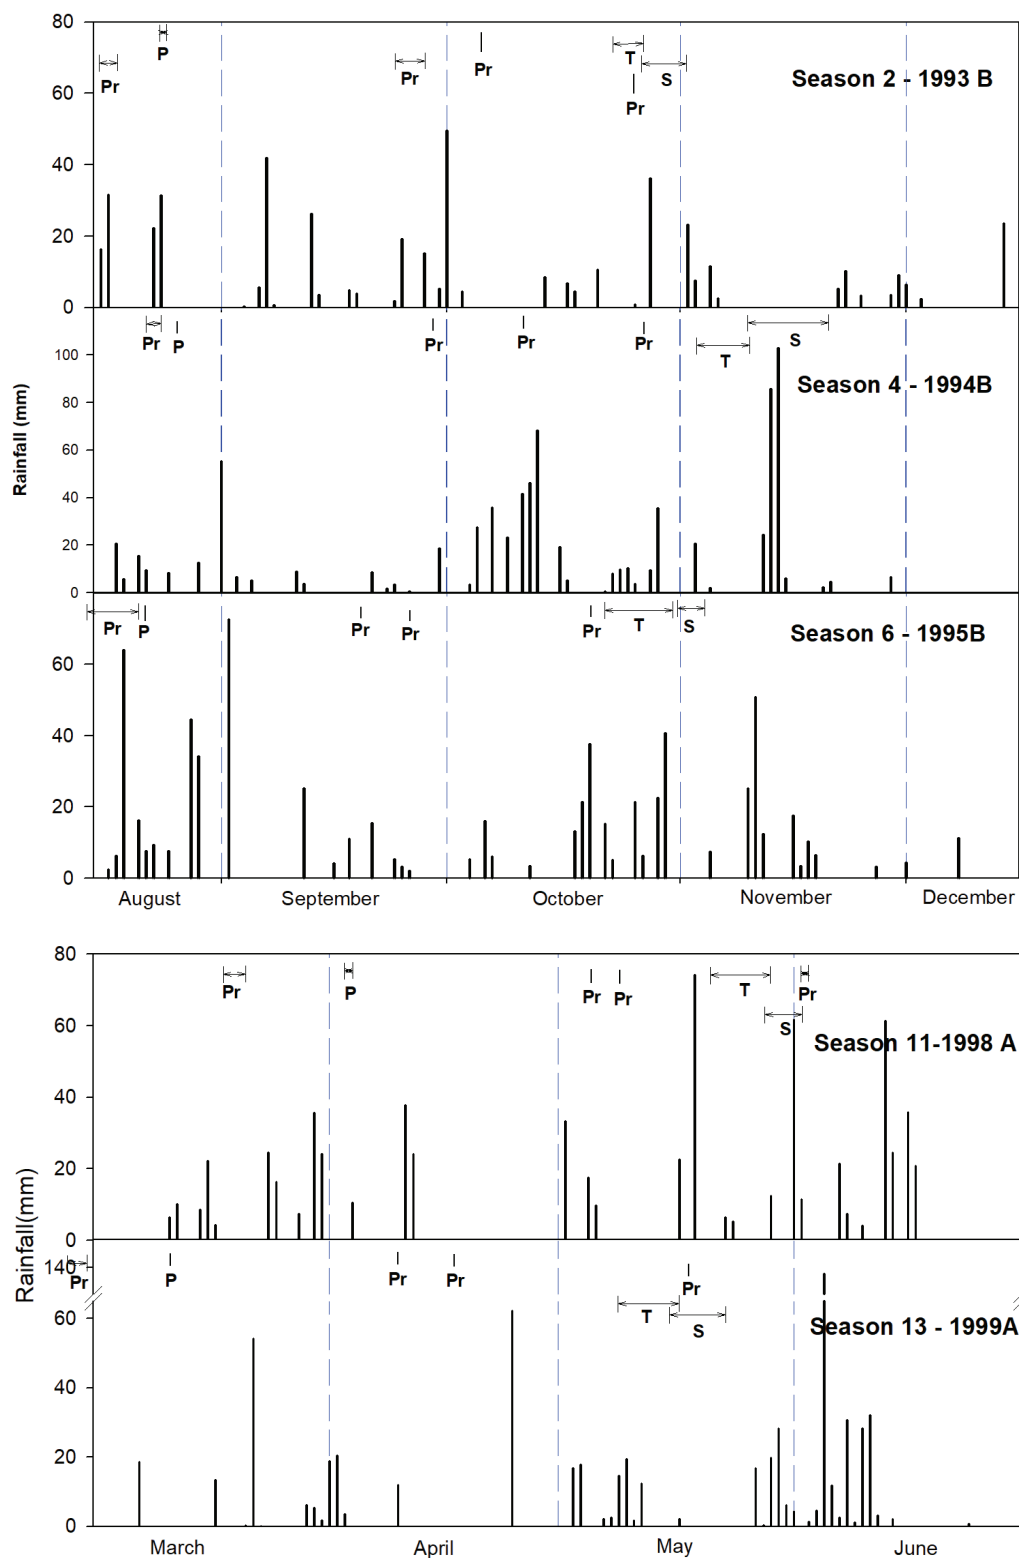 80
P
T
Pr
Pr
Pr
S
Season 2 - 1993 B
60
Pr
40
20
0
Pr
P
Pr
Pr
Pr
T
S
100
Season 4 - 1994B
80
60
40
20
0
Rainfall (mm)
Pr
P
Pr
Pr
Pr
T
S
Season 6 - 1995B
60
40
20
0
August
September
October
November
December
80
Pr
P
Pr
Pr
T
Pr
S
60
Season 11-1998 A
40
20
0
Rainfall(mm)
140
Pr
P
Pr
Pr
Pr
T
S
60
Season 13 - 1999A
40
20
0
March
April
May
June